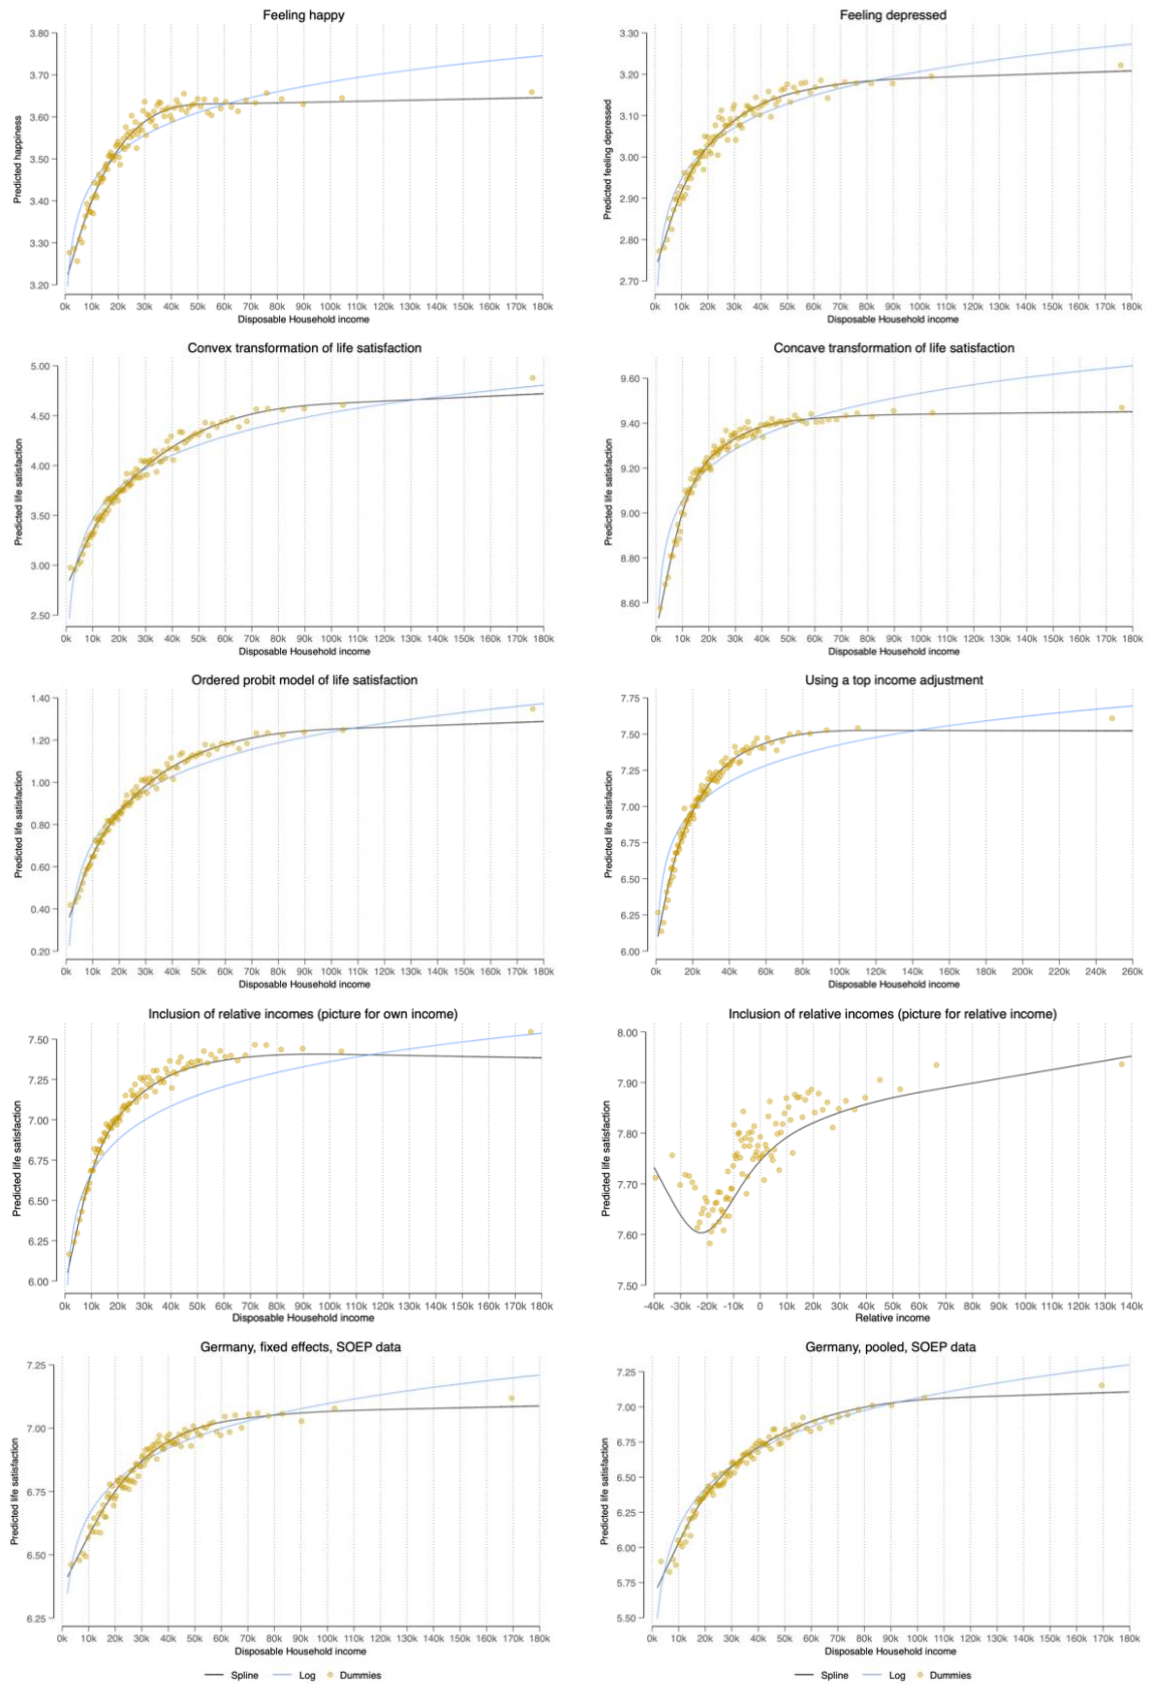 Feeling happy
Predicted happiness
3.80
3.70
3.60
3.50
3.40
3.30
3.20
0k 10k 20k 30k 40k 50k 60k 70k 80k 90k 100k 110k 120k 130k 140k 150k 160k 170k 180k
Disposable Household income
Feeling depressed
Predicted feeling depressed
3.30
3.20
3.10
3.00
2.90
2.80
2.70
0k 10k 20k 30k 40k 50k 60k 70k 80k 90k 100k 110k 120k 130k 140k 150k 160k 170k 180k
Disposable Household income
Convex transformation of life satisfaction
Predicted life satisfaction
5.00
4.50
4.00
3.50
3.00
2.50
0k 10k 20k 30k 40k 50k 60k 70k 80k 90k 100k 110k 120k 130k 140k 150k 160k 170k 180k
Disposable Household income
Concave transformation of life satisfaction
Predicted life satisfaction
9.60
9.40
9.20
9.00
8.80
8.60
0k 10k 20k 30k 40k 50k 60k 70k 80k 90k 100k 110k 120k 130k 140k 150k 160k 170k 180k
Disposable Household income
Ordered probit model of life satisfaction
Predicted life satisfaction
1.40
1.20
1.00
0.80
0.60
0.40
0.20
0k 10k 20k 30k 40k 50k 60k 70k 80k 90k 100k 110k 120k 130k 140k 150k 160k 170k 180k
Disposable Household income
Using a top income adjustment
Predicted life satisfaction
7.75
7.50
7.25
7.00
6.75
6.50
6.25
6.00
0k 20k 40k 60k 80k 100k 120k 140k 160k 180k 200k 220k 240k 260k
Disposable Household income
Inclusion of relative incomes (picture for own income)
Predicted life satisfaction
7.50
7.25
7.00
6.75
6.50
6.25
6.00
0k 10k 20k 30k 40k 50k 60k 70k 80k 90k 100k 110k 120k 130k 140k 150k 160k 170k 180k
Disposable Household income
Inclusion of relative incomes (picture for relative income)
Predicted life satisfaction
8.00
7.90
7.80
7.70
7.60
7.50
-40k -30k -20k -10k 0 10k 20k 30k 40k 50k 60k 70k 80k 90k 100k 110k 120k 130k 140k
Relative income
Germany, fixed effects, SOEP data
Predicted life satisfaction
7.25
7.00
6.75
6.50
6.25
0k 10k 20k 30k 40k 50k 60k 70k 80k 90k 100k 110k 120k 130k 140k 150k 160k 170k 180k
Disposable Household income
Spline Log Dummies
Germany, pooled, SOEP data
Predicted life satisfaction
7.25
7.00
6.75
6.50
6.25
6.00
5.75
5.50
0k 10k 20k 30k 40k 50k 60k 70k 80k 90k 100k 110k 120k 130k 140k 150k 160k 170k 180k
Disposable Household income
Spline Log Dummies